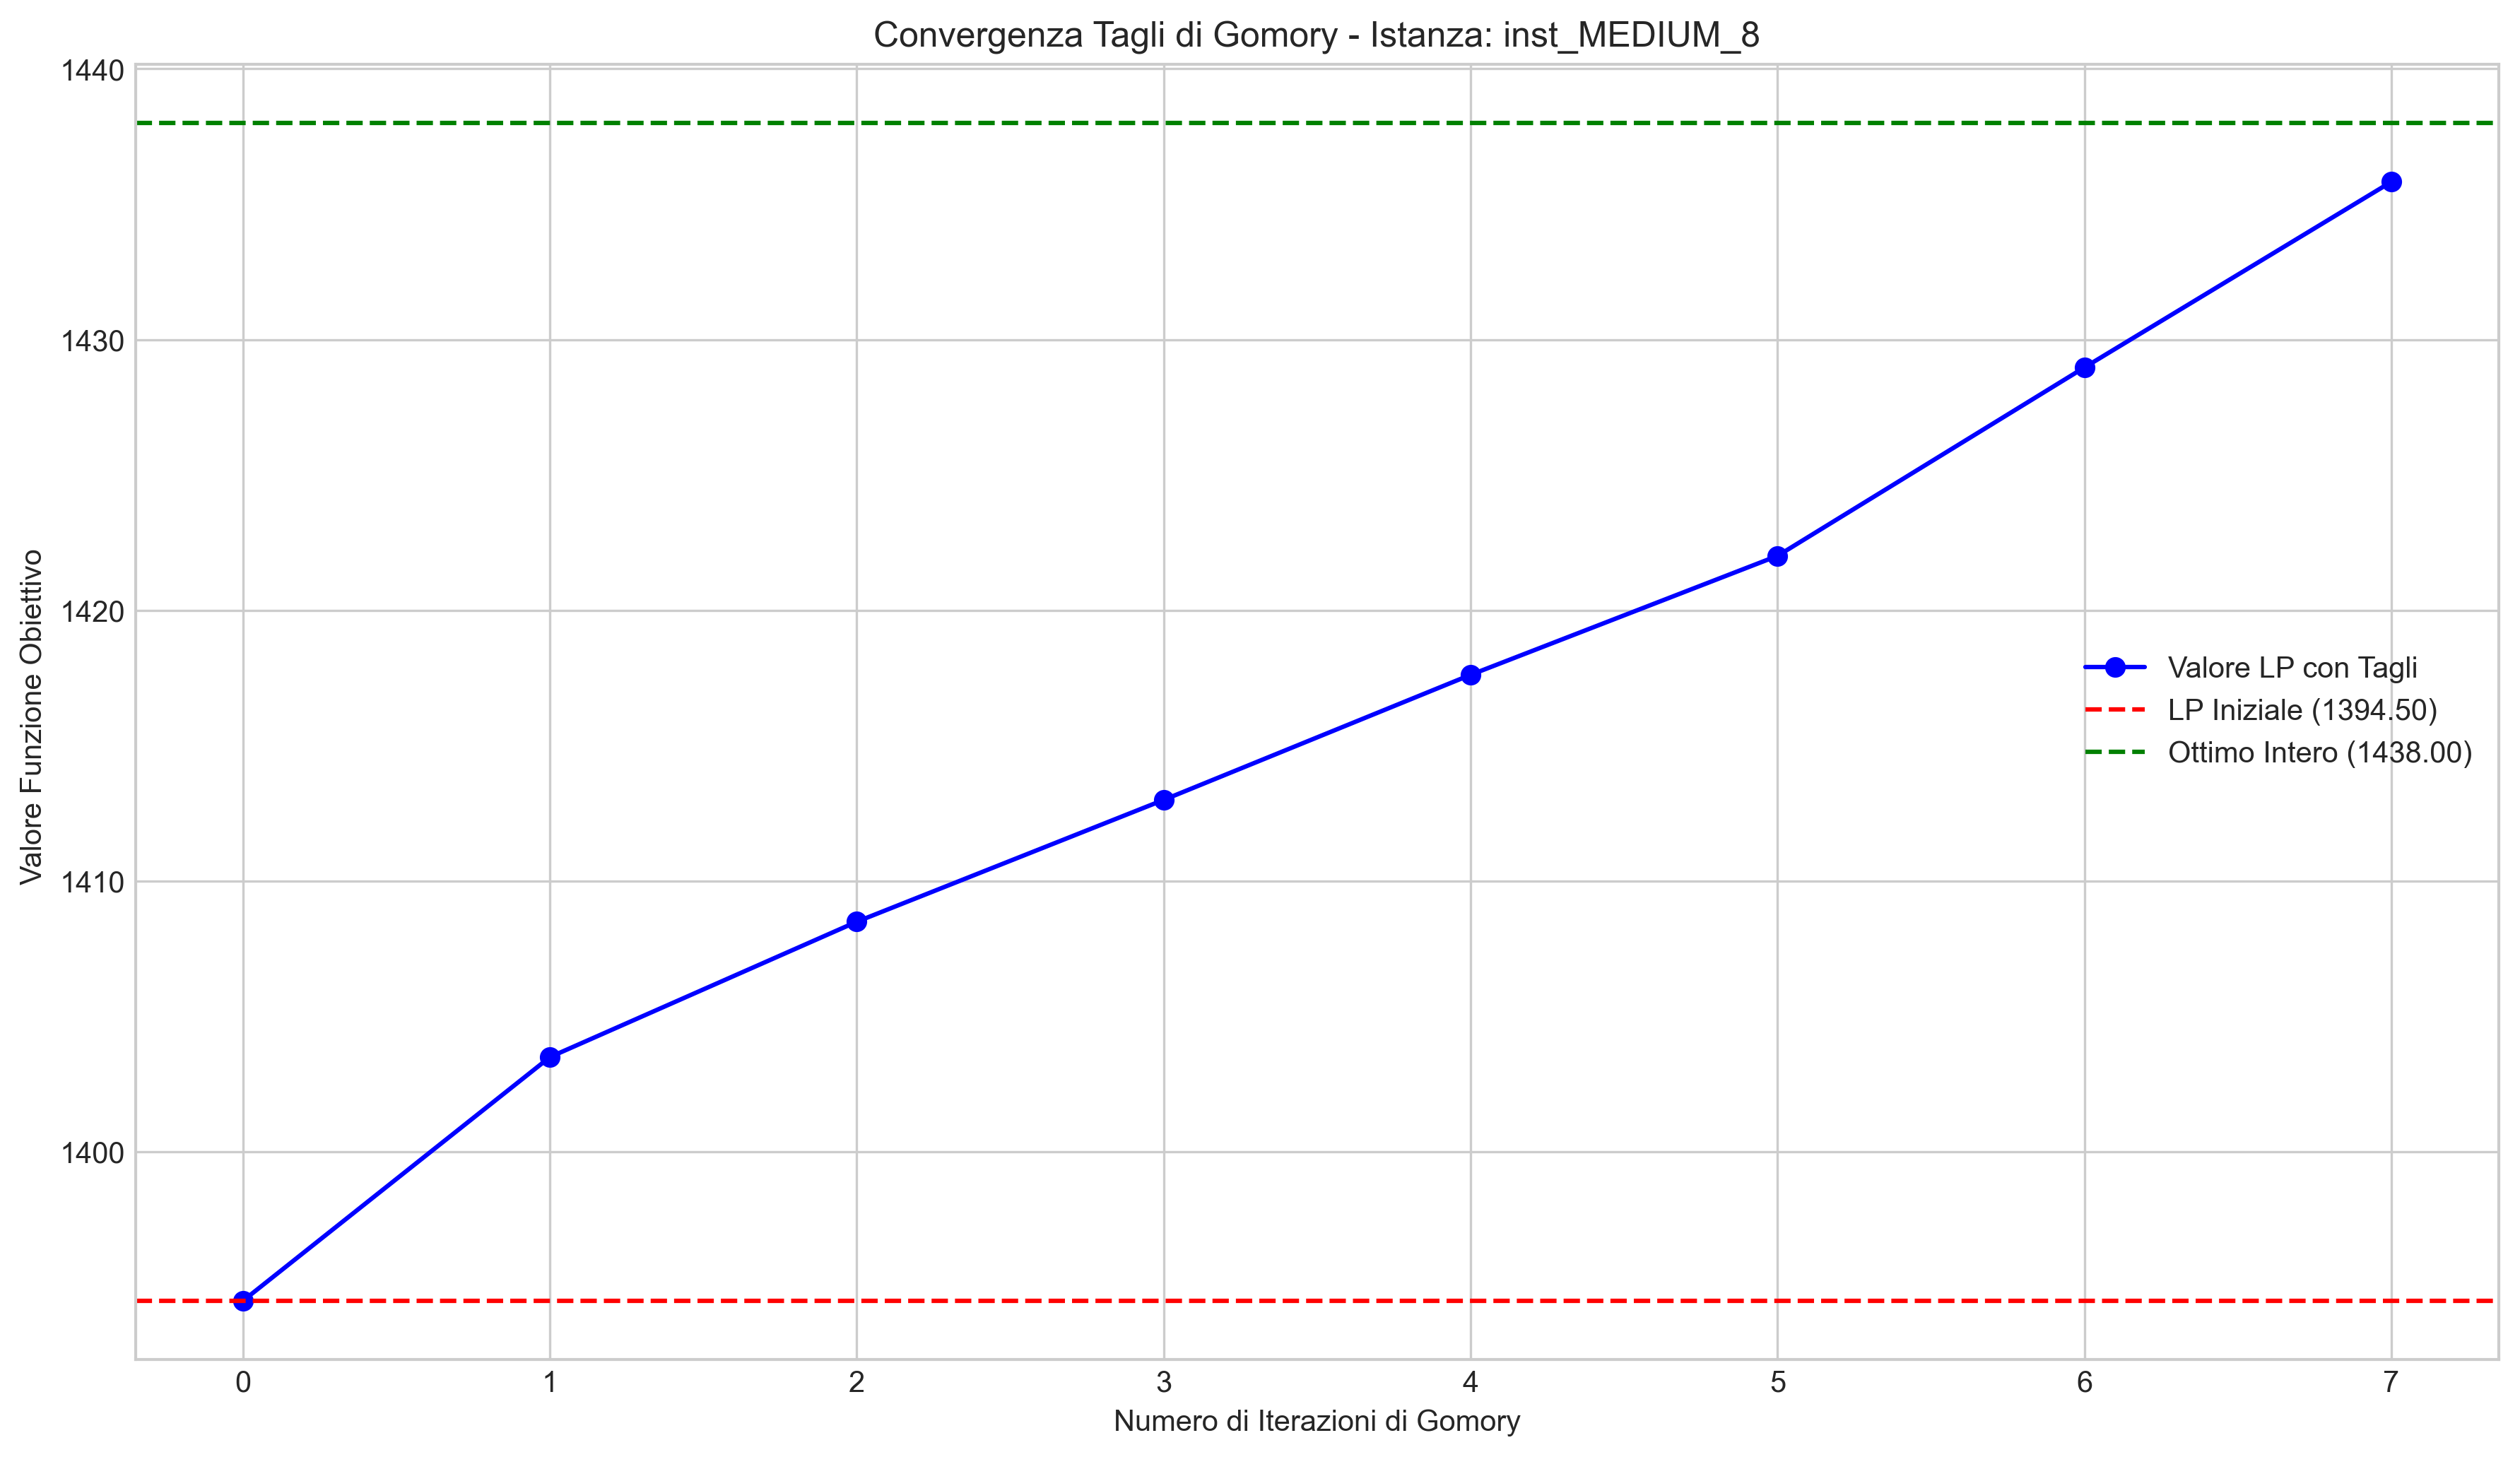 Convergenza Tagli di Gomory - Istanza: inst_MEDIUM_8
Valore Funzione Obiettivo
1440
1430
1420
1410
1400
Valore LP con Tagli
LP Iniziale (1394.50)
Ottimo Intero (1438.00)
0 1 2 3 4 5 6 7
Numero di Iterazioni di Gomory